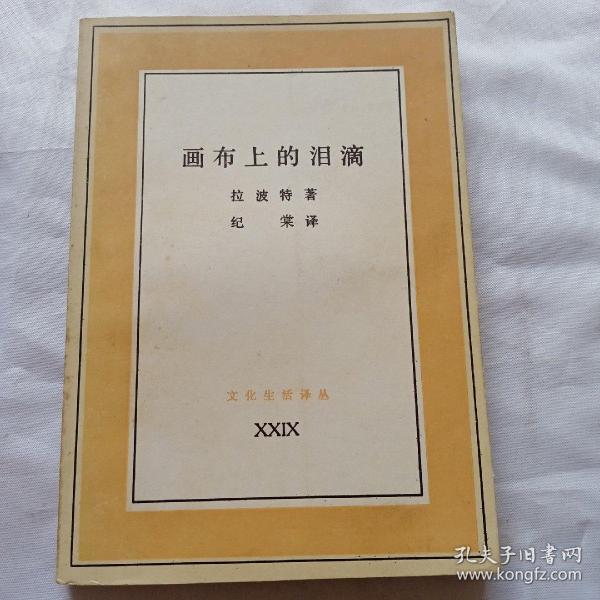 画布上的泪滴
拉波特著
纪棠译
文化生活译丛
XXIX
孔夫子旧書网
www.kongfz.com